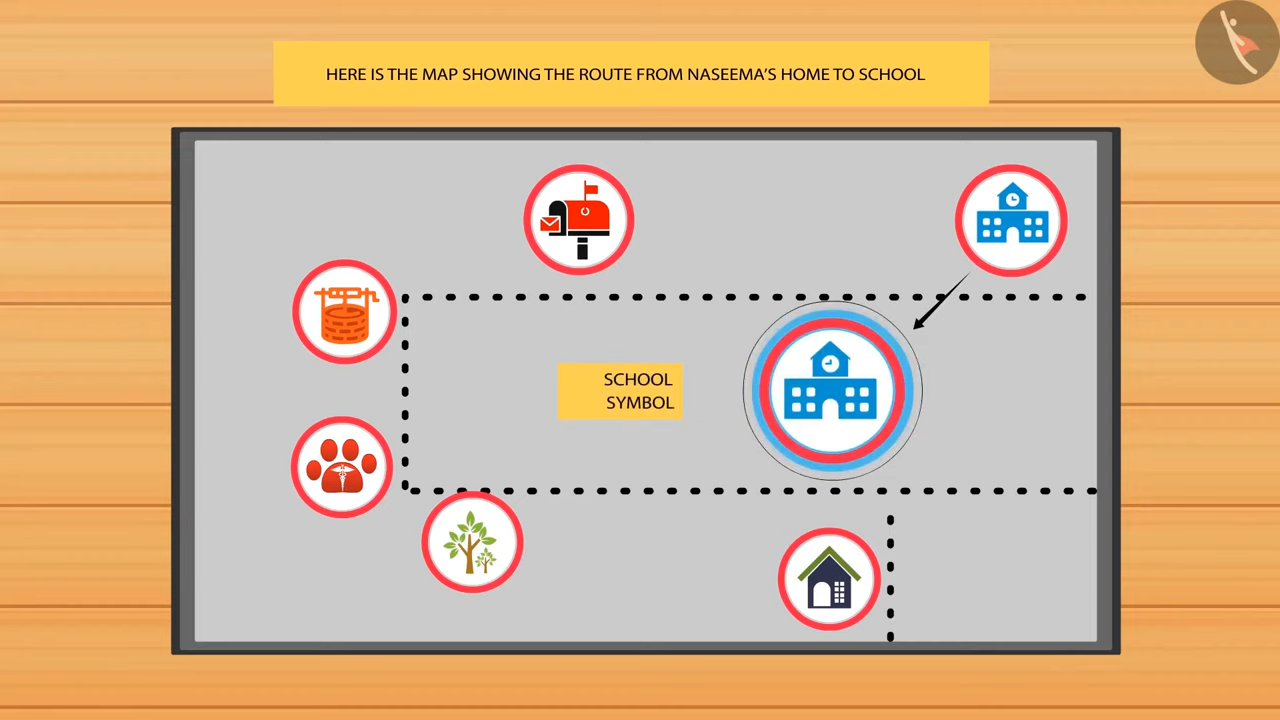 HERE IS THE MAP SHOWING THE ROUTE FROM NASEEMA'S HOME TO SCHOOL
SCHOOL
SYMBOL